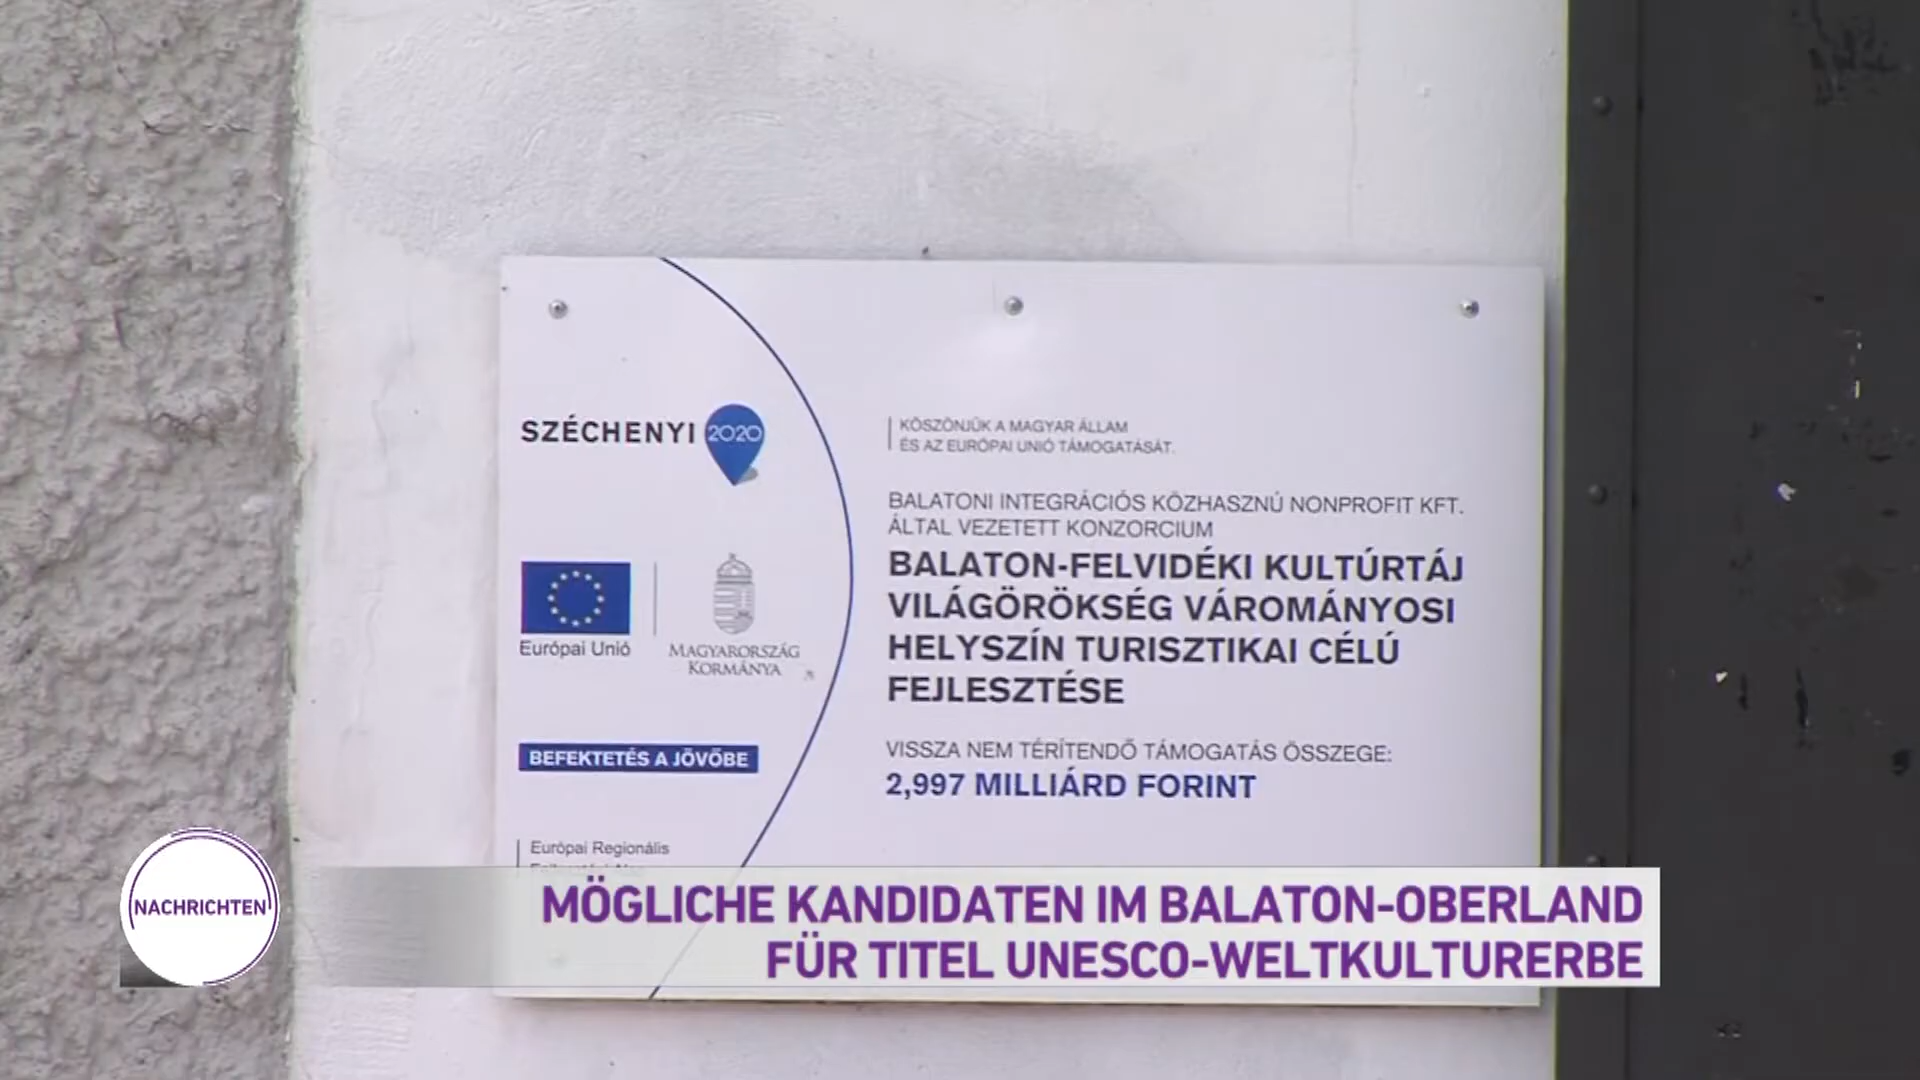 SZÉCHENYI 2020
KÖSZÖNJÜK A MAGYAR ÁLLAM
ÉS AZ EURÓPAI UNIÓ TÁMOGATÁSÁT.
BALATONI INTEGRÁCIÓS KÖZHASZNÚ NONPROFIT KFT.
ÁLTAL VEZETETT KONZORCIUM
BALATON-FELVIDÉKI KULTÚRTÁJ
VILÁGÖRÖKSÉG VÁROMÁNYOSI
HELYSZÍN TURISZTIKAI CÉLÚ
FEJLESZTÉSE
Európai Unió
MAGYARORSZÁG
KORMÁNYA
VISSZA NEM TÉRÍTENDŐ TÁMOGATÁS ÖSSZEGE:
2,997 MILLIÁRD FORINT
BEFEKTETÉS A JÖVŐBE
Európai Regionális
NACHRICHTEN
MÖGLICHE KANDIDATEN IM BALATON-OBERLAND
FÜR TITEL UNESCO-WELTKULTURERBE